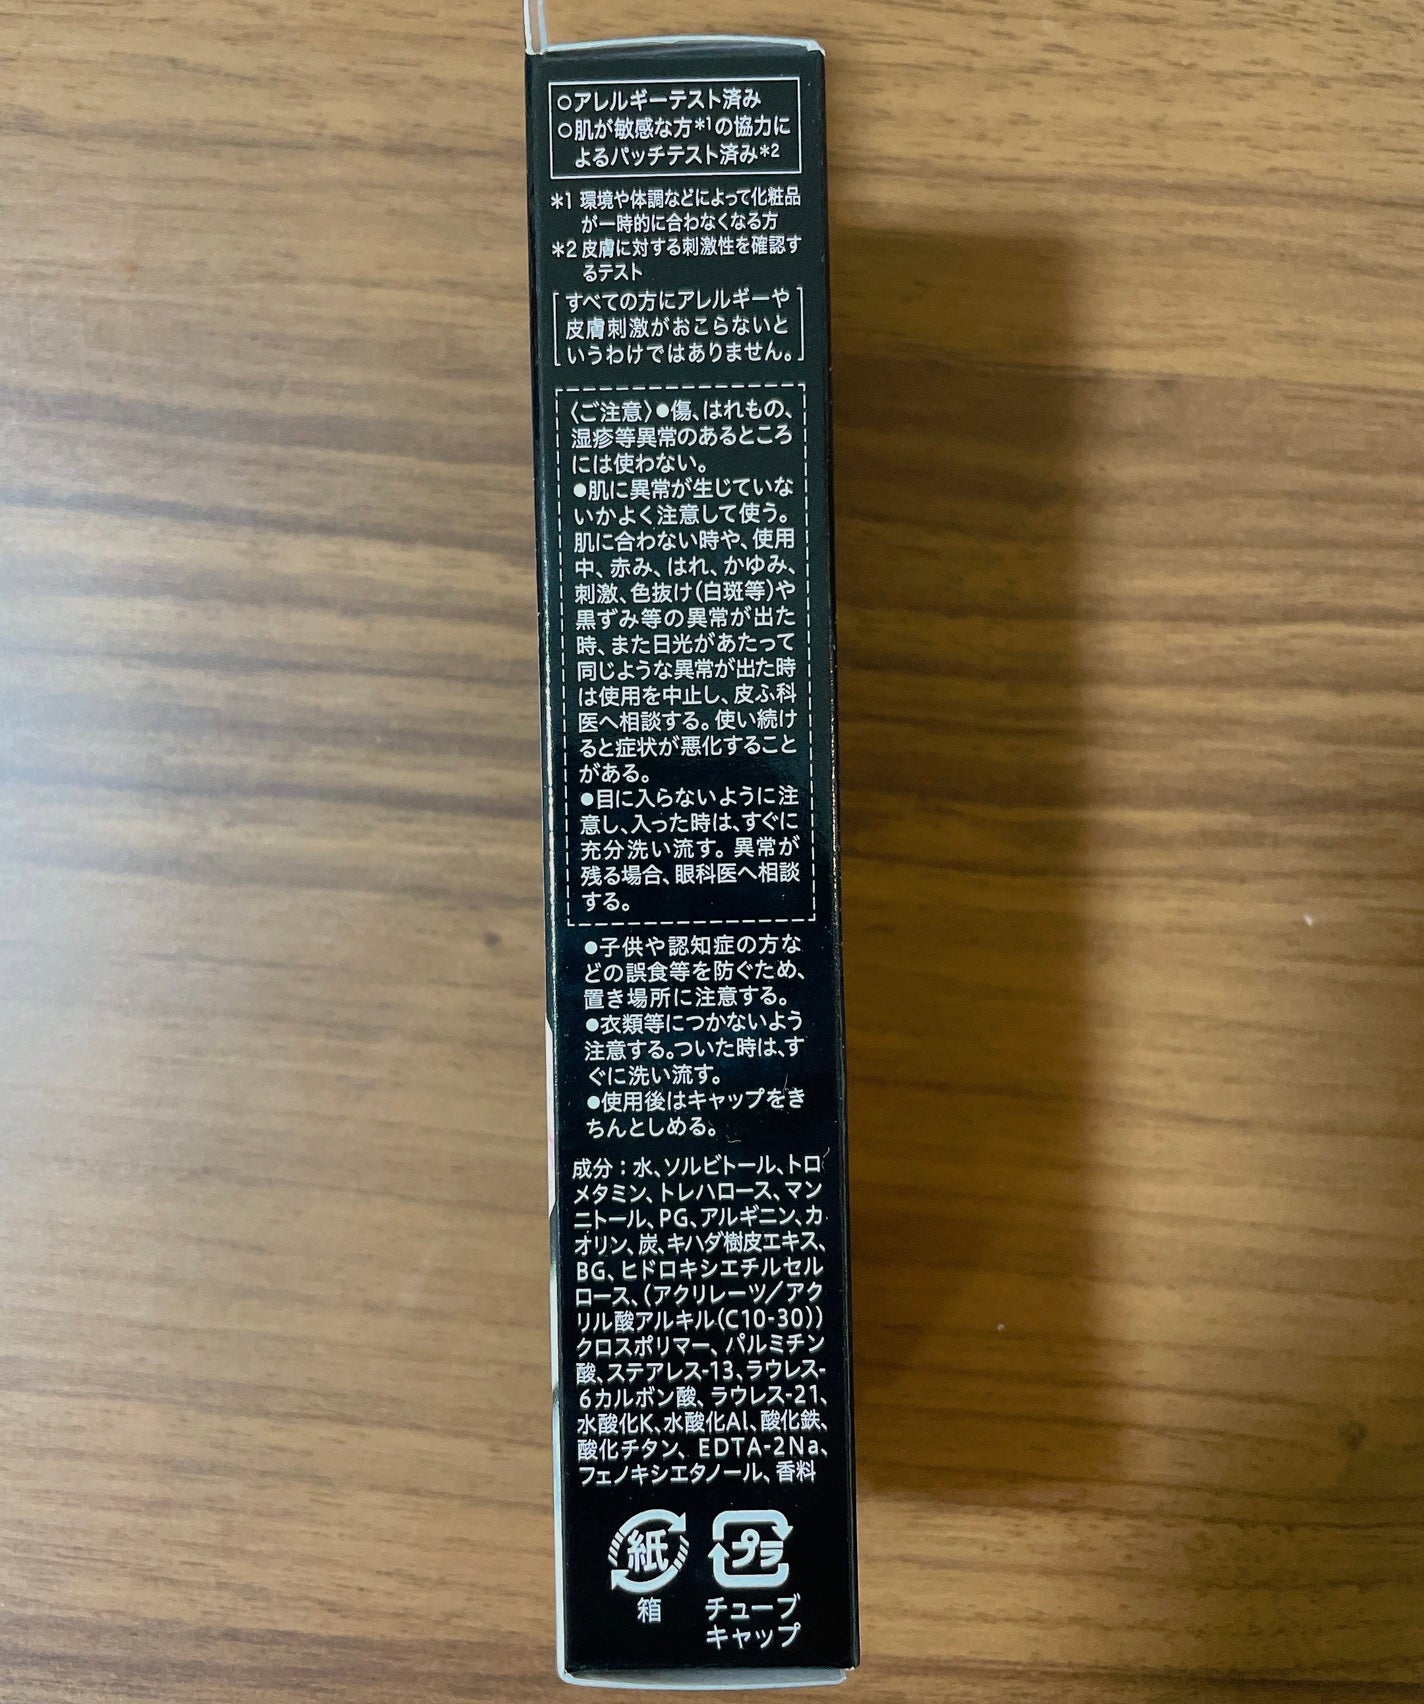 ○アレルギーテスト済み
○肌が敏感な方*1の協力に
よるパッチテスト済み*2
*1 環境や体調などによって化粧品
が一時的に合わなくなる方
*2 皮膚に対する刺激性を確認す
るテスト
[すべての方にアレルギーや
皮膚刺激がおこらないと
いうわけではありません。]
〈ご注意〉●傷、はれもの、
湿疹等異常のあるところ
には使わない。
●肌に異常が生じていな
いかよく注意して使う。
肌に合わない時や、使用
中、赤み、はれ、かゆみ、
刺激、色抜け(白斑等)や
黒ずみ等の異常が出た
時、また日光があたって
同じような異常が出た時
は使用を中止し、皮ふ科
医へ相談する。使い続け
ると症状が悪化すること
がある。
●目に入らないように注
意し、入った時は、すぐに
充分洗い流す。異常が
残る場合、眼科医へ相談
する。
●子供や認知症の方な
どの誤食等を防ぐため、
置き場所に注意する。
●衣類等につかないよう
注意する。ついた時は、す
ぐに洗い流す。
●使用後はキャップをき
ちんとしめる。
成分：水、ソルビトール、トロ
メタミン、トレハロース、マン
ニトール、PG、アルギニン、カ
オリン、炭、キハダ樹皮エキス、
BG、ヒドロキシエチルセル
ロース、(アクリレーツ／アク
リル酸アルキル(C10-30))
クロスポリマー、パルミチン
酸、ステアレス-13、ラウレス-
6カルボン酸、ラウレス-21、
水酸化K、水酸化Al、酸化鉄、
酸化チタン、EDTA-2Na、
フェノキシエタノール、香料
紙 プラ
箱 チューブ
キャップ